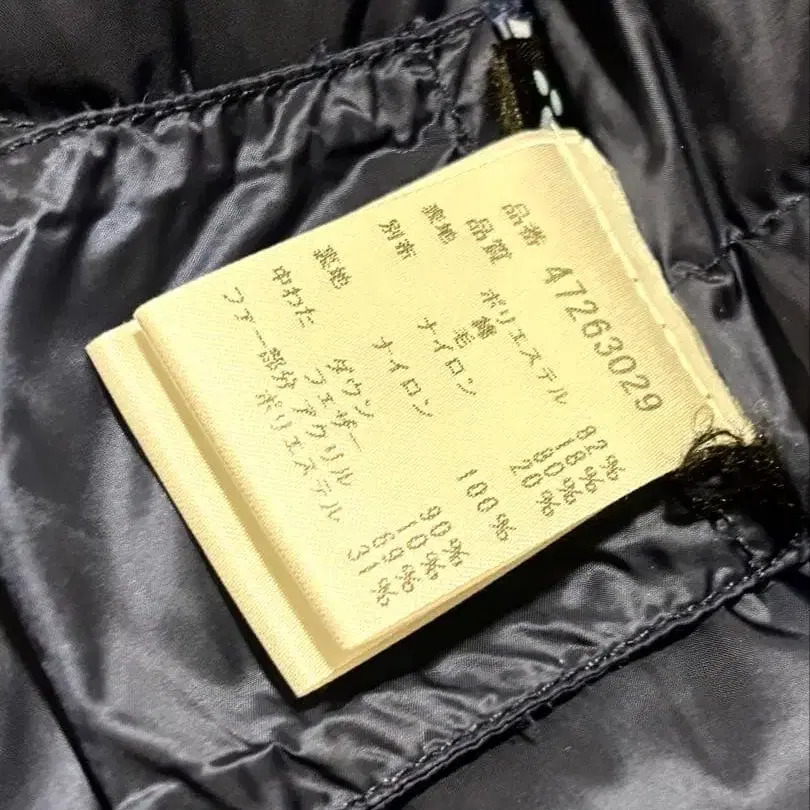 品番 47263029
品質
表地 ポリエステル 82%
綿 18%
別布 綿 80%
ナイロン 20%
裏地 ナイロン 100%
中わた ダウン 90%
フェザー 10%
ファー部分 アクリル 69%
ポリエステル 31%